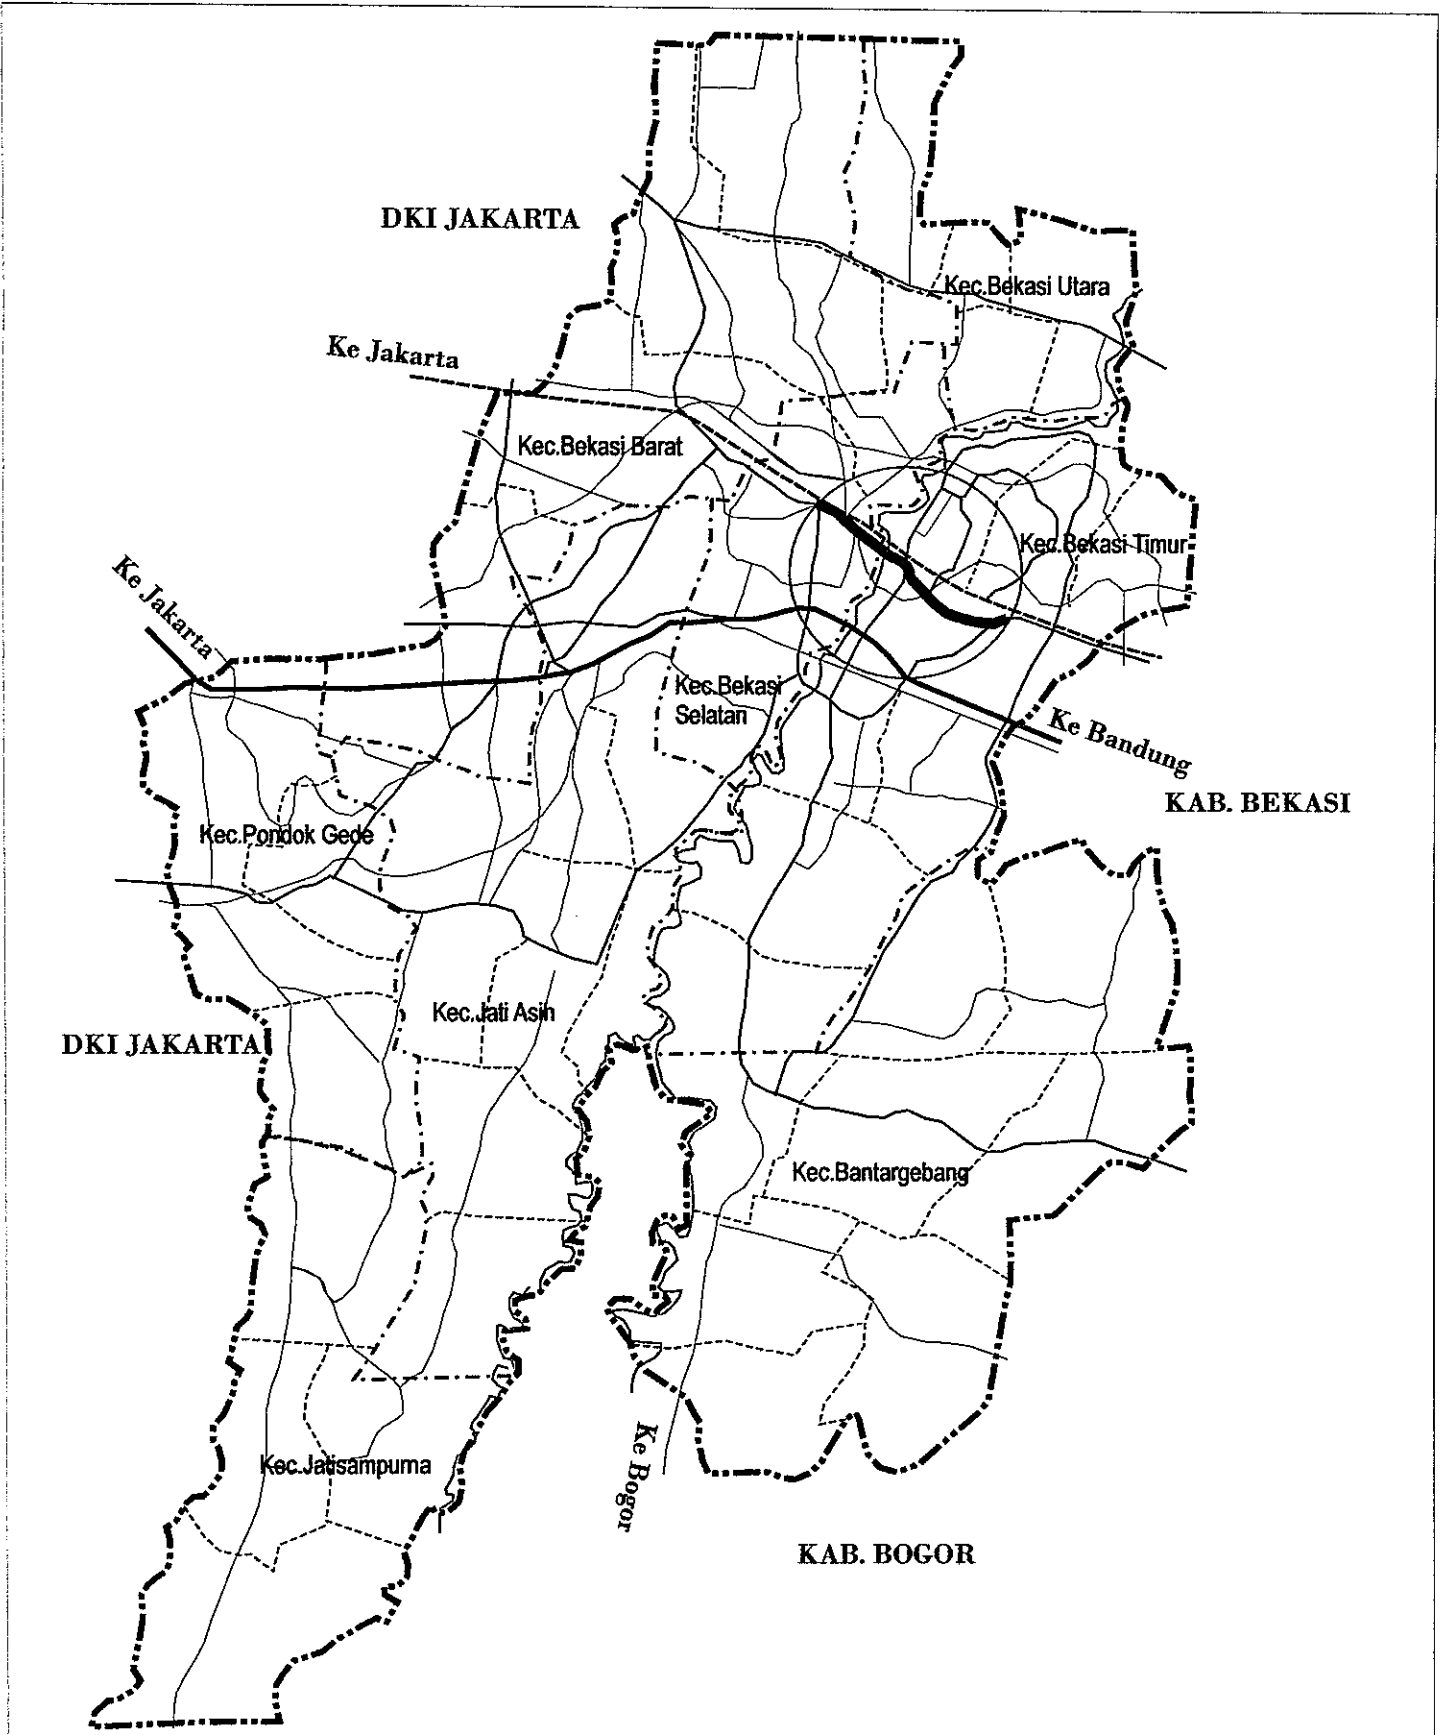 DKI JAKARTA
Kec.Bekasi Utara
Ke Jakarta
Kec.Bekasi Barat
Kec.Bekasi Timur
Ke Jakarta
Kec.Bekasi
Selatan
Ke Bandung
KAB. BEKASI
Kec.Pondok Gede
Kec.Jati Asih
DKI JAKARTA
Kec.Bantargebang
Kec.Jatisampurna
Ke Bogor
KAB. BOGOR